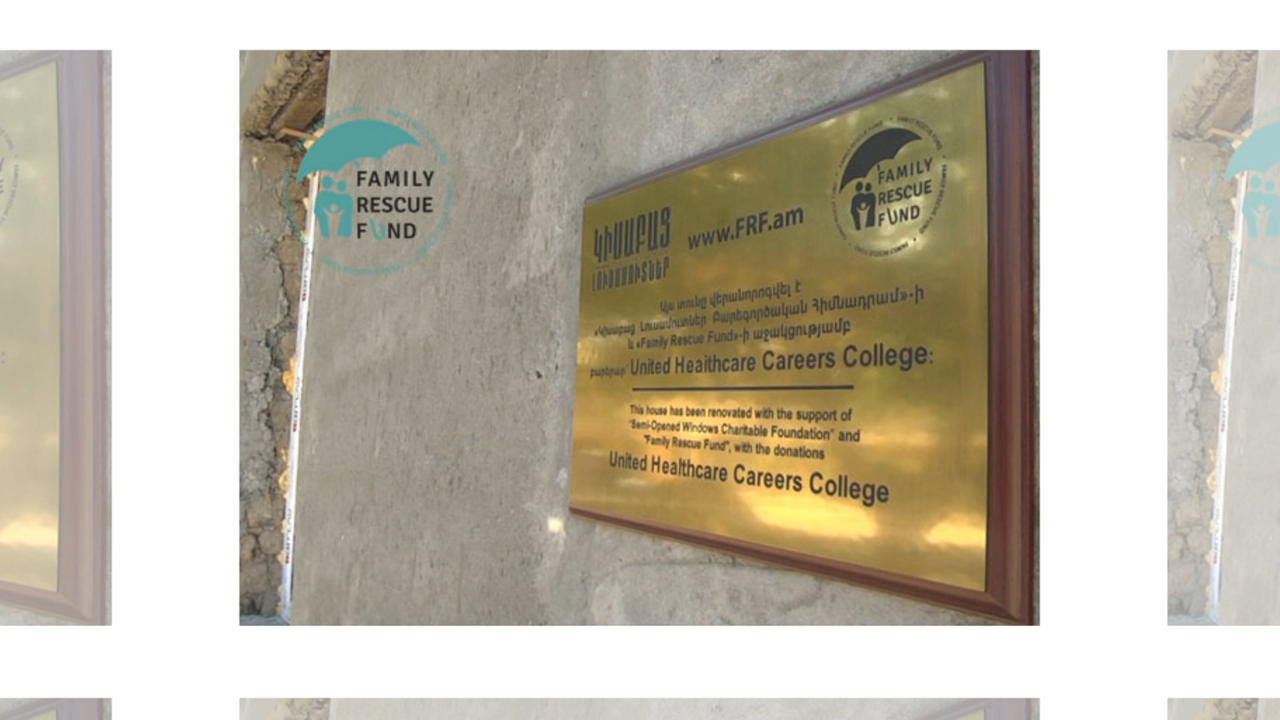 FAMILY
RESCUE
FUND
ԿԻՍԱԲԱՑ
ԼՈՒՍԱՄՈՒՏՆԵՐ
www.FRF.am
FAMILY
RESCUE
FUND
Այս տունը վերանորոգվել է
«Կիսաբաց Լուսամուտներ Բարեգործական Հիմնադրամ»-ի
և «Family Rescue Fund»-ի աջակցությամբ
բարերար՝ United Healthcare Careers College:
This house has been renovated with the support of
"Semi-Opened Windows Charitable Foundation" and
"Family Rescue Fund", with the donations
United Healthcare Careers College